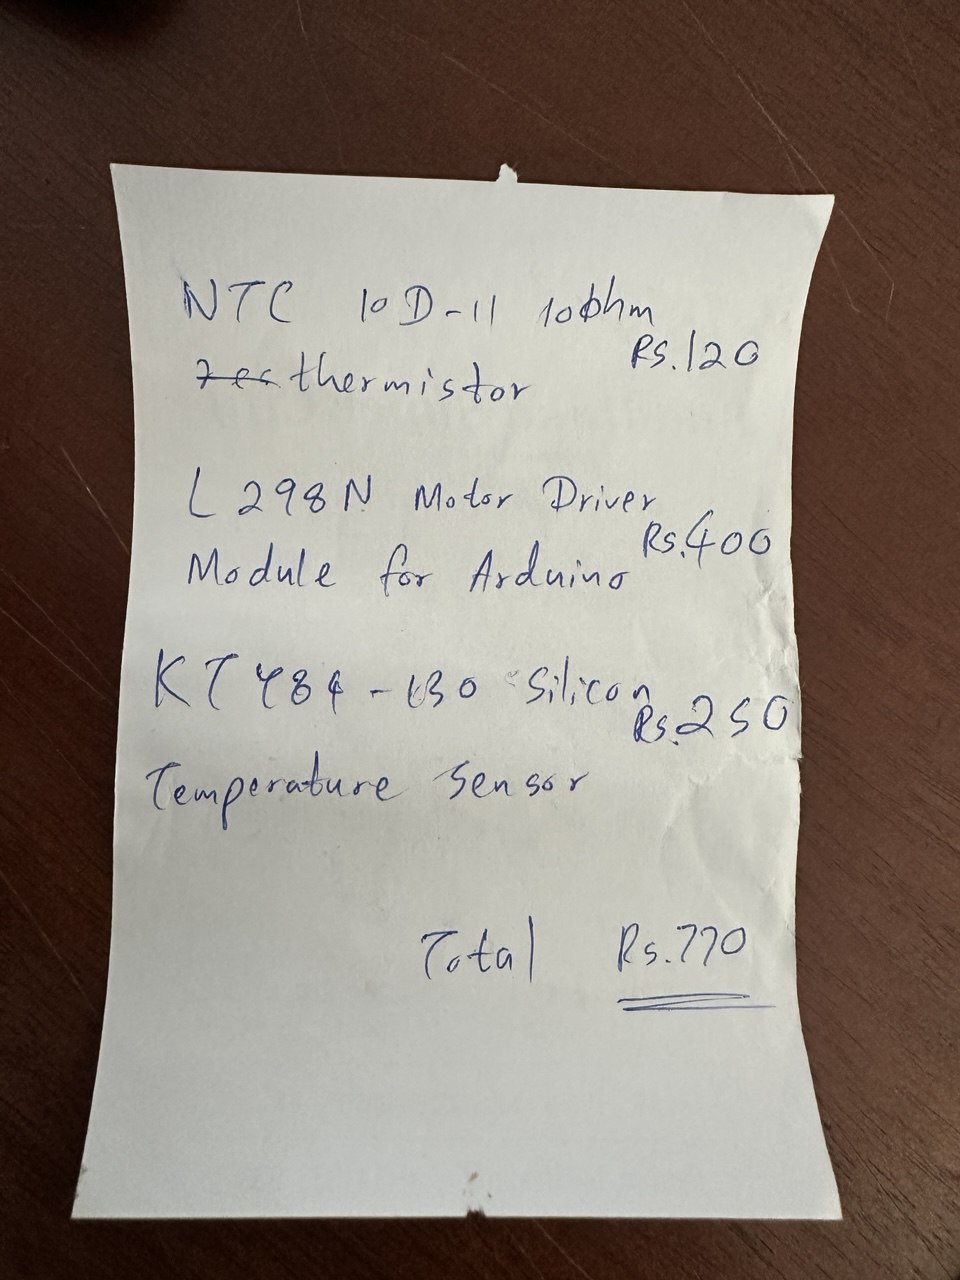 NTC 10D-11 10ohm
thermistor Rs.120
L298N Motor Driver
Module for Arduino Rs.400
KTY84-130 Silicon
Temperature Sensor Rs.250
Total Rs.770